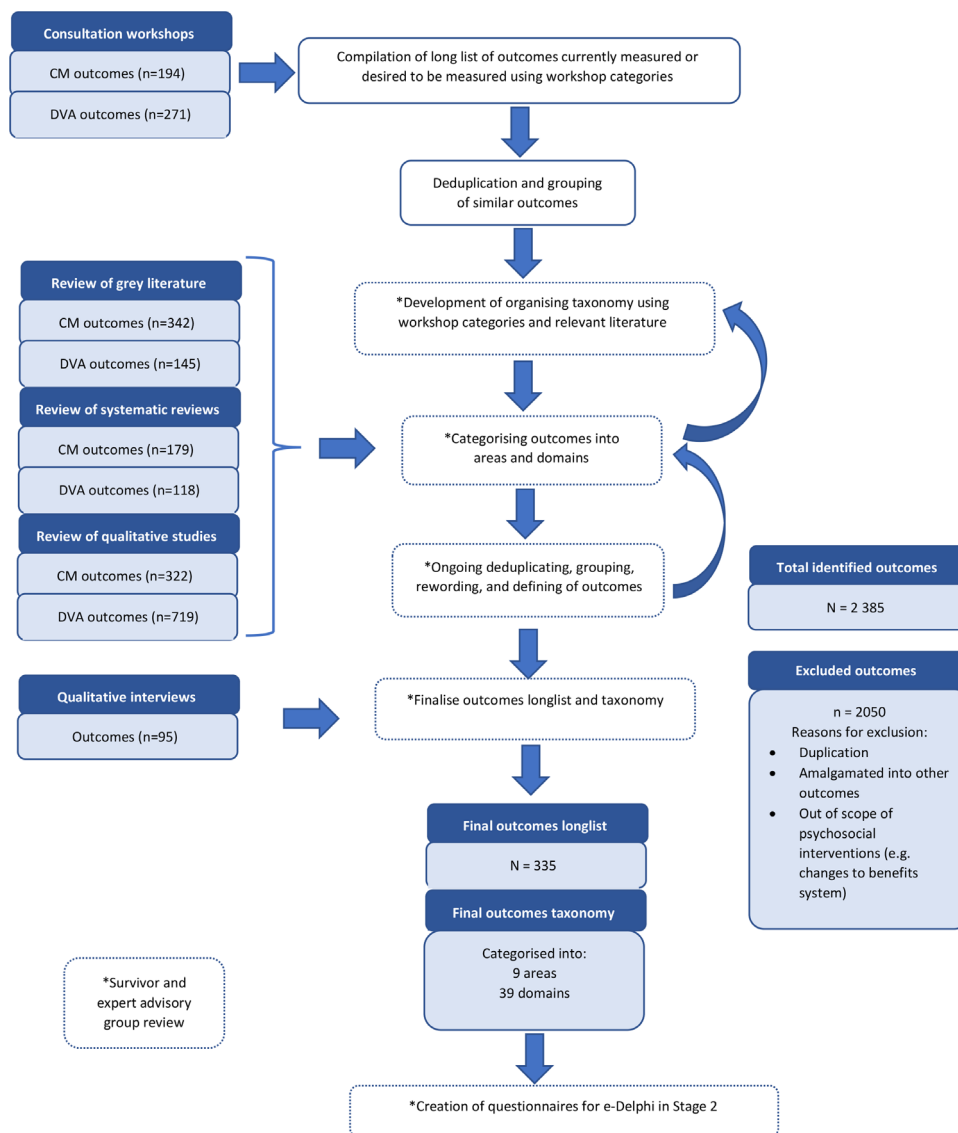 Consultation workshops
CM outcomes (n=194)
DVA outcomes (n=271)
Compilation of long list of outcomes currently measured or
desired to be measured using workshop categories
Deduplication and grouping
of similar outcomes
Review of grey literature
CM outcomes (n=342)
DVA outcomes (n=145)
Review of systematic reviews
CM outcomes (n=179)
DVA outcomes (n=118)
Review of qualitative studies
CM outcomes (n=322)
DVA outcomes (n=719)
*Development of organising taxonomy using
workshop categories and relevant literature
*Categorising outcomes into
areas and domains
*Ongoing deduplicating, grouping,
rewording, and defining of outcomes
Total identified outcomes
N = 2 385
Qualitative interviews
Outcomes (n=95)
*Finalise outcomes longlist and taxonomy
Excluded outcomes
n = 2050
Reasons for exclusion:
• Duplication
• Amalgamated into other
outcomes
• Out of scope of
psychosocial
interventions (e.g.
changes to benefits
system)
Final outcomes longlist
N = 335
Final outcomes taxonomy
Categorised into:
9 areas
39 domains
*Survivor and
expert advisory
group review
*Creation of questionnaires for e-Delphi in Stage 2